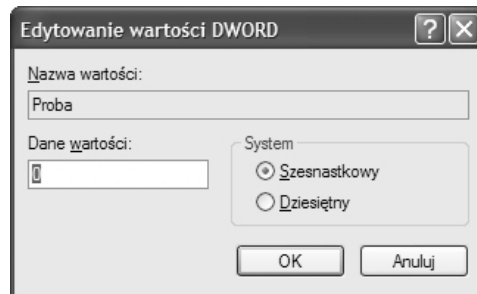 Edytowanie wartości DWORD
Nazwa wartości:
Proba
Dane wartości:
0
System
Szesnastkowy
Dziesiętny
OK
Anuluj